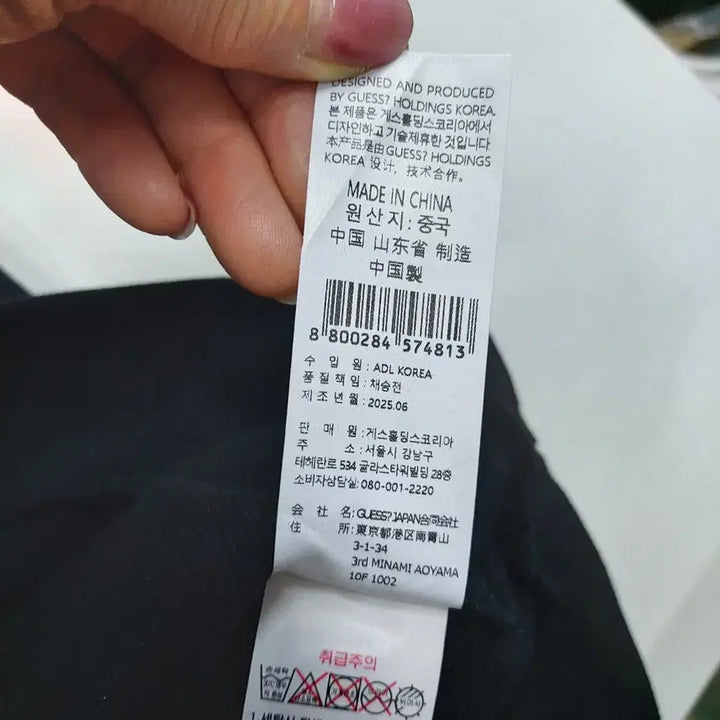 DESIGNED AND PRODUCED
BY GUESS? HOLDINGS KOREA.
본 제품은 게스홀딩스코리아에서
디자인하고 기술제휴한 것입니다
本产品是由GUESS? HOLDINGS
KOREA 设计, 技术合作。
MADE IN CHINA
원산지: 중국
中国 山东省 制造
中国製
8 800284 574813
수 입 원 : ADL KOREA
품질책임 : 채승전
제조년월 : 2025.06
판 매 원 : 게스홀딩스코리아
주 소 : 서울시 강남구
테헤란로 534 글라스타워빌딩 28층
소비자상담실: 080-001-2220
会 社 名: GUESS? JAPAN合同会社
住 所: 東京都港区南青山
3-1-34
3rd MINAMI AOYAMA
10F 1002
취급주의
손세탁